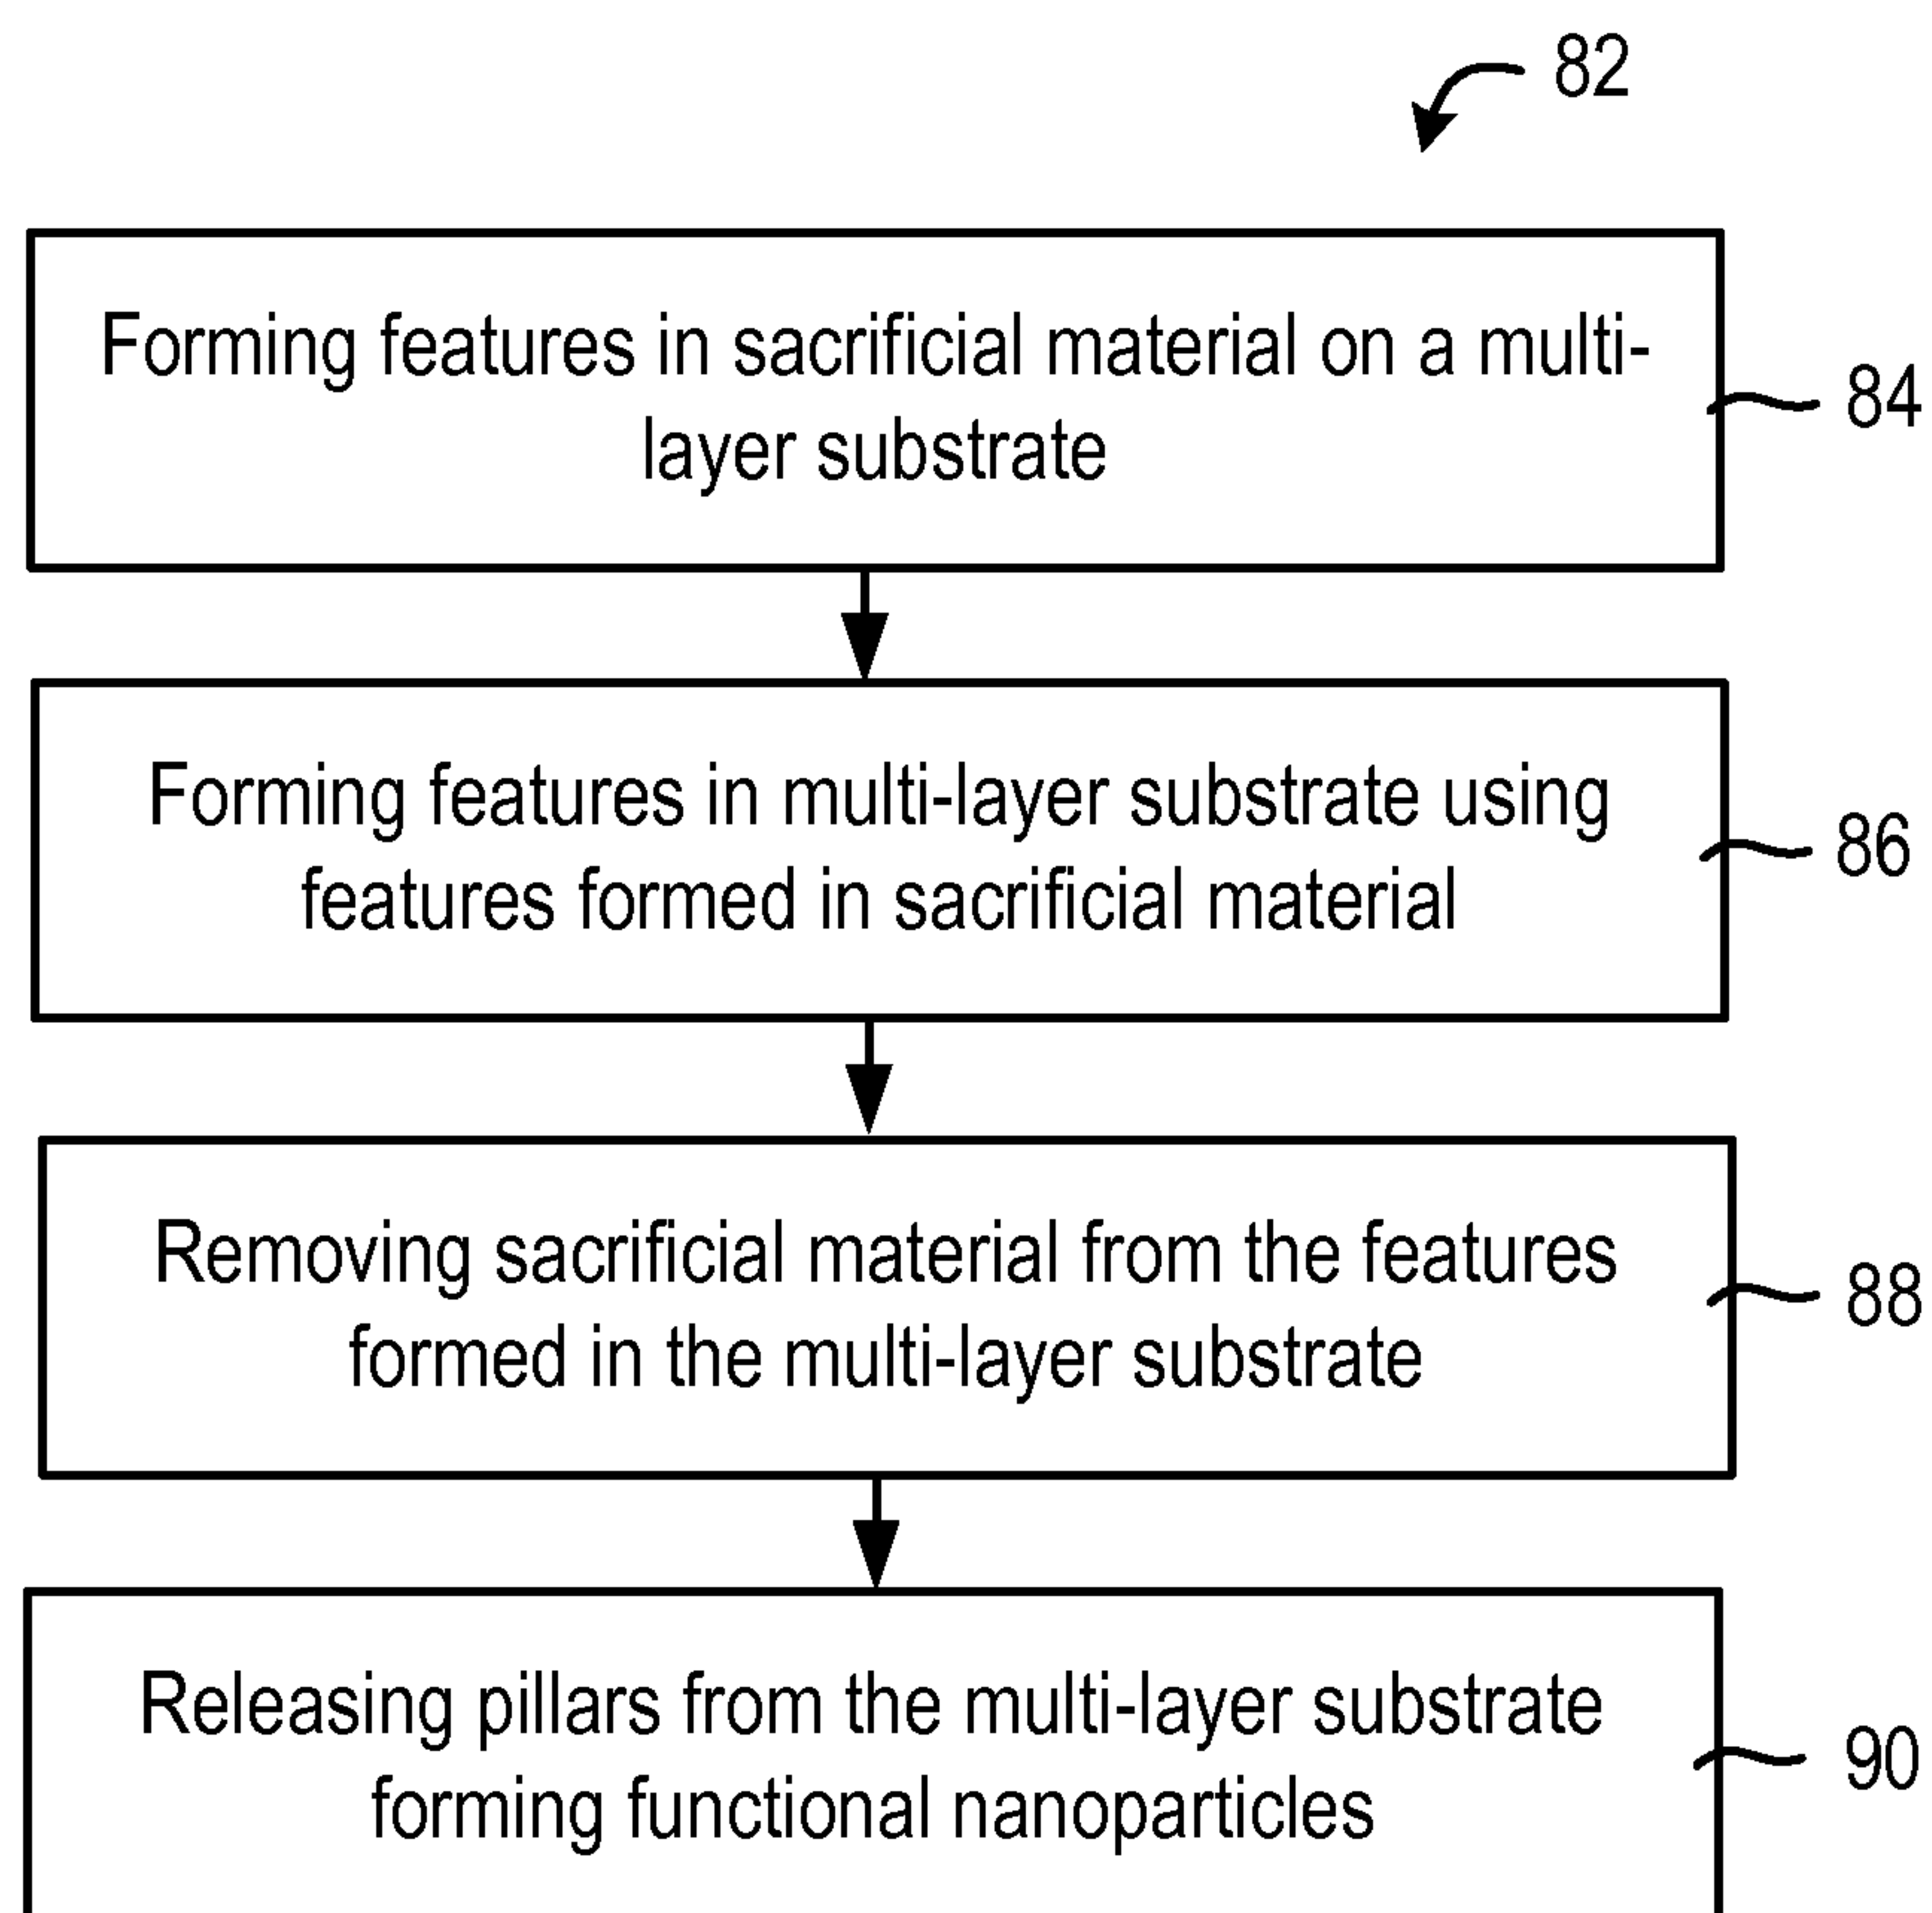 82
Forming features in sacrificial material on a multi-
layer substrate
84
Forming features in multi-layer substrate using
features formed in sacrificial material
86
Removing sacrificial material from the features
formed in the multi-layer substrate
88
Releasing pillars from the multi-layer substrate
forming functional nanoparticles
90